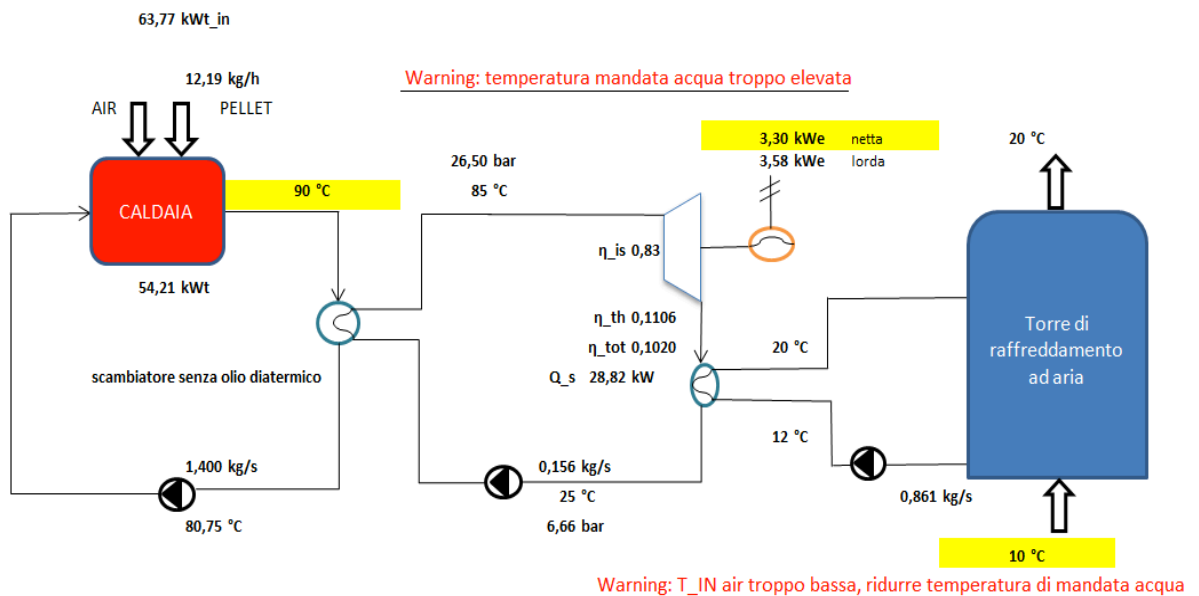 63,77 kWt_in
12,19 kg/h
Warning: temperatura mandata acqua troppo elevata
AIR
PELLET
3,30 kWe netta
3,58 kWe lorda
20 °C
26,50 bar
85 °C
90 °C
CALDAIA
η_is 0,83
54,21 kWt
η_th 0,1106
η_tot 0,1020
Q_s 28,82 kW
20 °C
Torre di
raffreddamento
ad aria
scambiatore senza olio diatermico
12 °C
1,400 kg/s
80,75 °C
0,156 kg/s
25 °C
6,66 bar
0,861 kg/s
10 °C
Warning: T_IN air troppo bassa, ridurre temperatura di mandata acqua